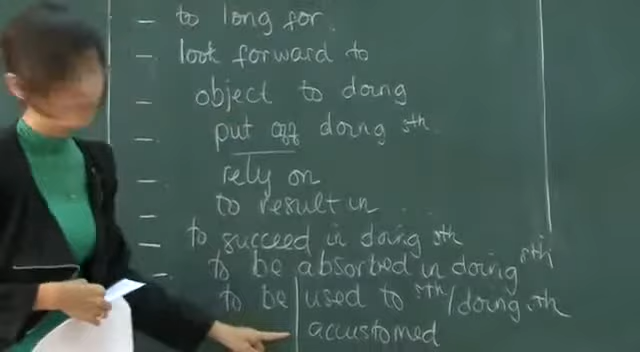 – to long for
– look forward to
– object to doing
– put off doing sth
– rely on
– to result in
– to succeed in doing sth
– to be absorbed in doing sth
to be | used to sth/doing sth
| accustomed